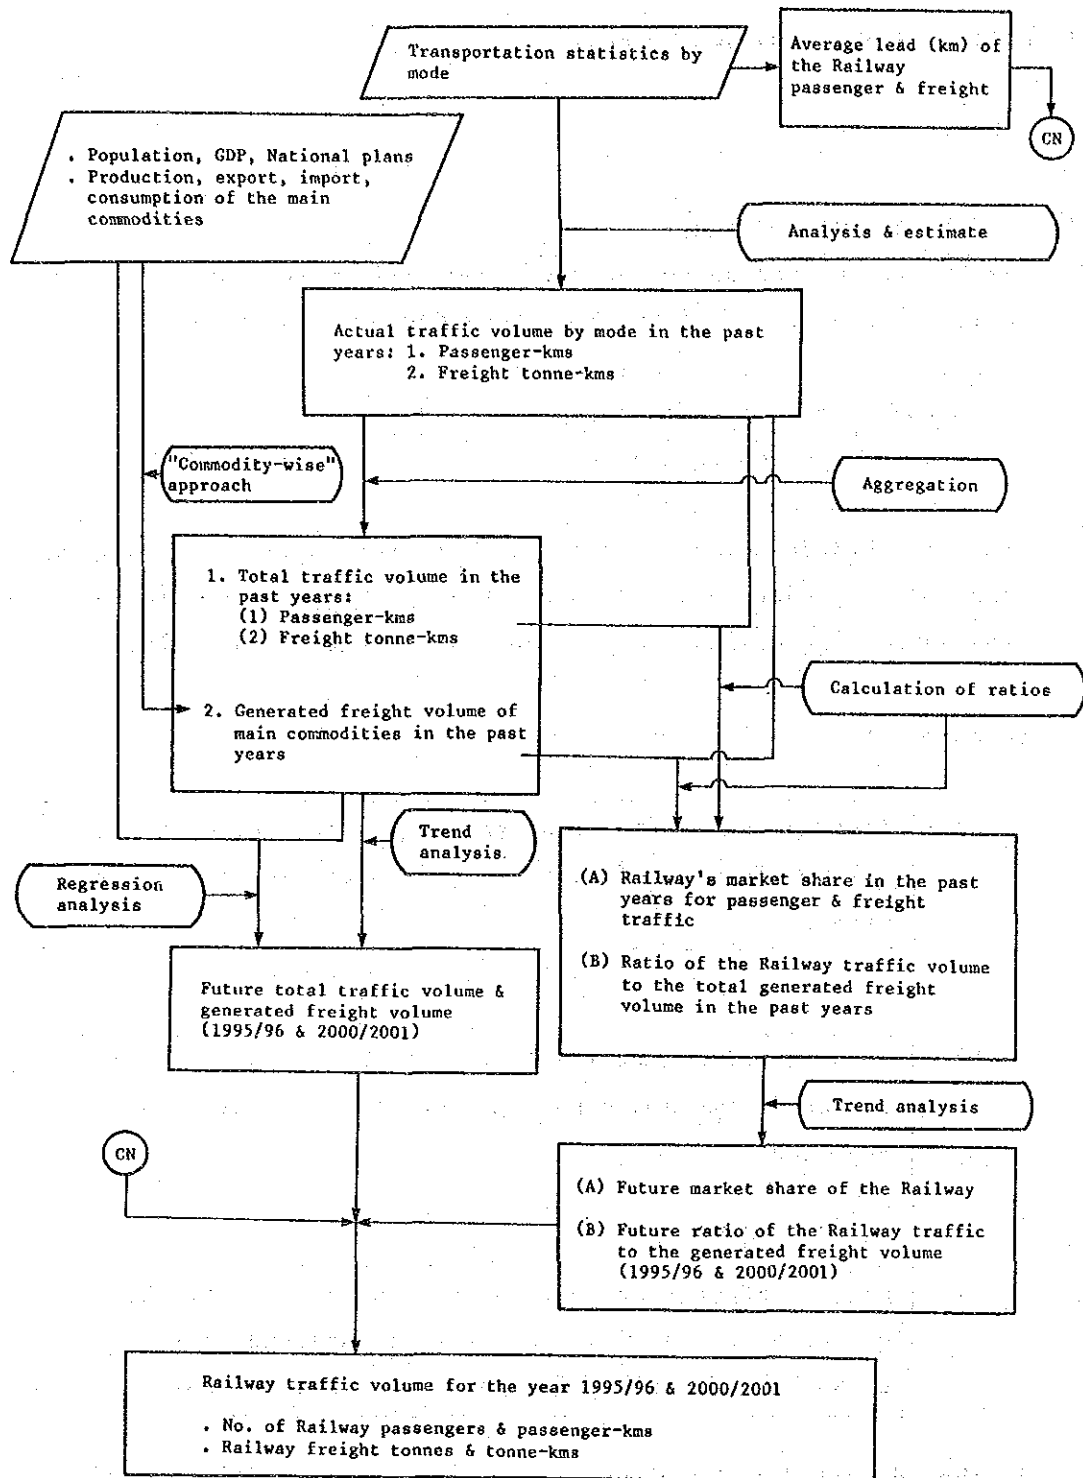 Transportation statistics by
mode
Average lead (km) of
the Railway
passenger & freight
CN
. Population, GDP, National plans
. Production, export, import,
consumption of the main
commodities
Analysis & estimate
Actual traffic volume by mode in the past
years: 1. Passenger-kms
2. Freight tonne-kms
"Commodity-wise"
approach
Aggregation
1. Total traffic volume in the
past years:
(1) Passenger-kms
(2) Freight tonne-kms
2. Generated freight volume of
main commodities in the past
years
Calculation of ratios
Trend
analysis.
Regression
analysis
(A) Railway's market share in the past
years for passenger & freight
traffic
(B) Ratio of the Railway traffic volume
to the total generated freight
volume in the past years
Future total traffic volume &
generated freight volume
(1995/96 & 2000/2001)
Trend analysis
CN
(A) Future market share of the Railway
(B) Future ratio of the Railway traffic
to the generated freight volume
(1995/96 & 2000/2001)
Railway traffic volume for the year 1995/96 & 2000/2001
. No. of Railway passengers & passenger-kms
. Railway freight tonnes & tonne-kms